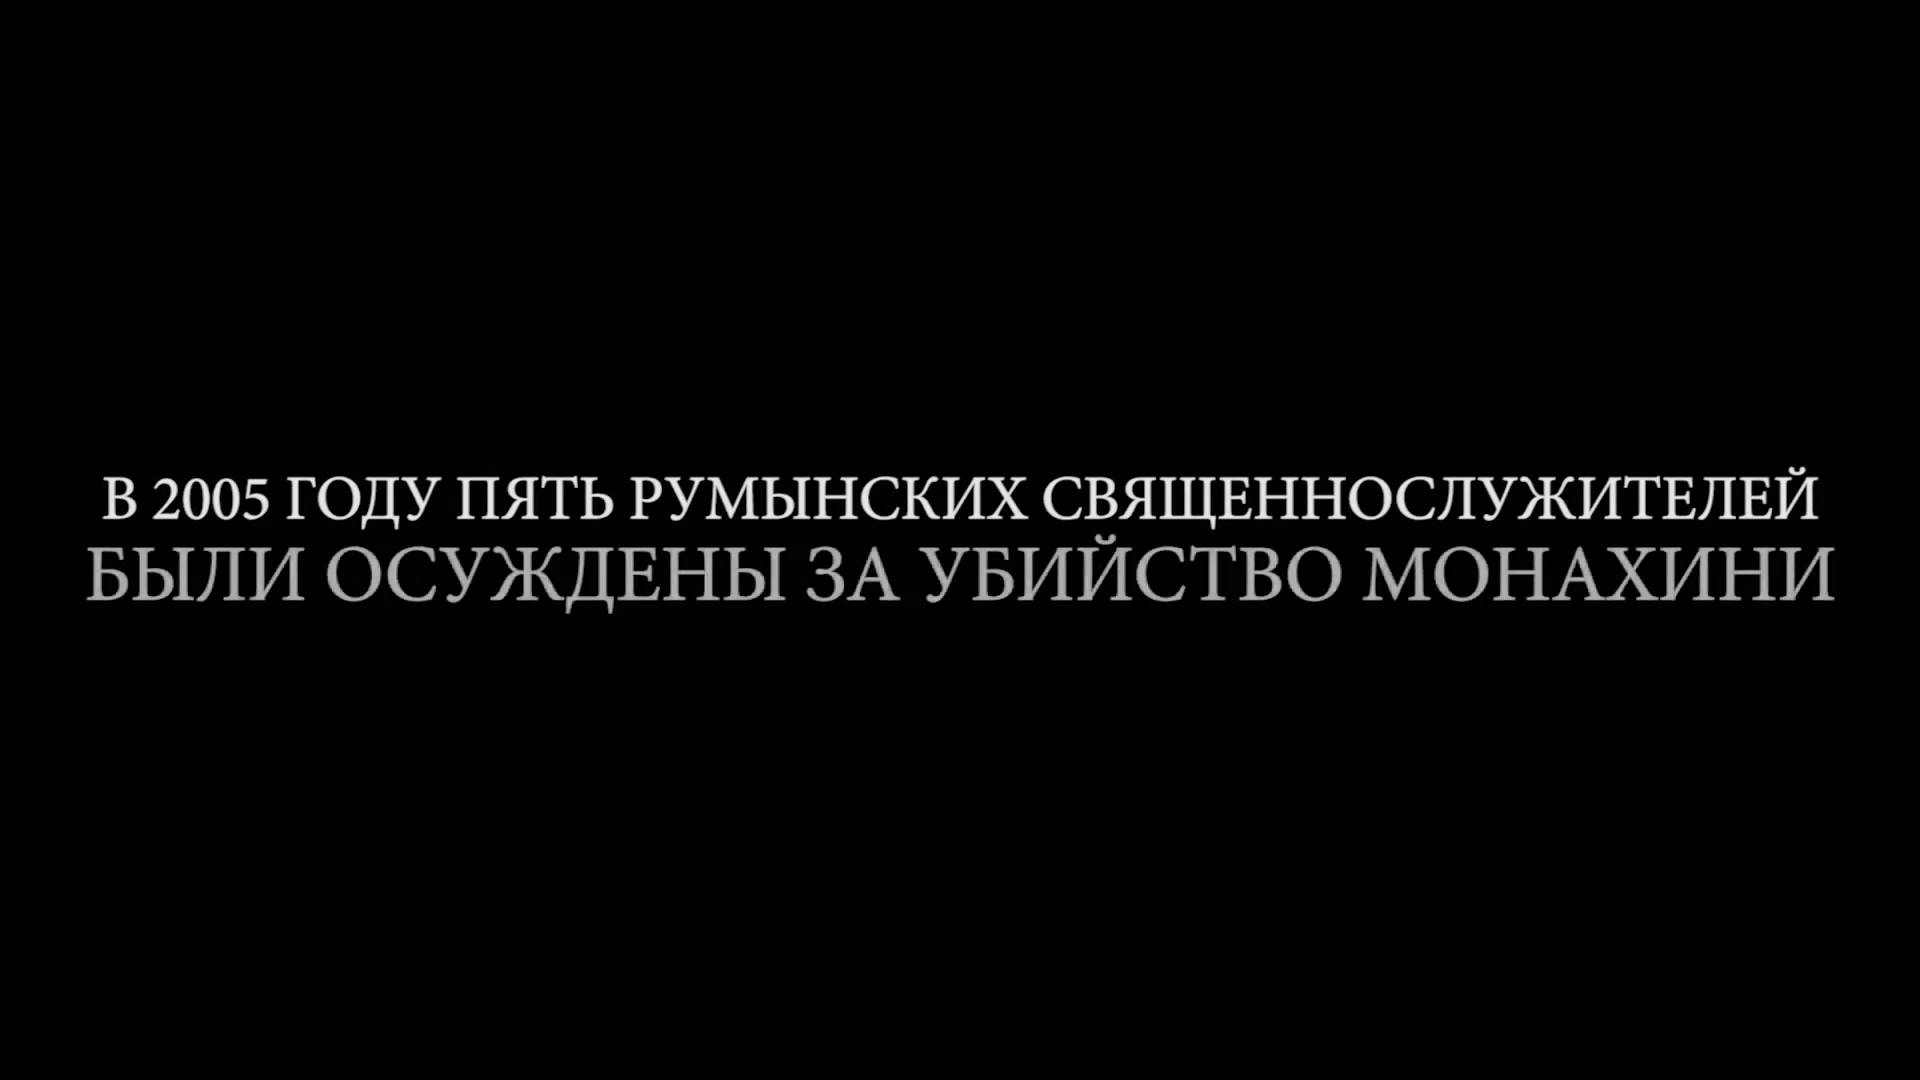 В 2005 ГОДУ ПЯТЬ РУМЫНСКИХ СВЯЩЕННОСЛУЖИТЕЛЕЙ
БЫЛИ ОСУЖДЕНЫ ЗА УБИЙСТВО МОНАХИНИ